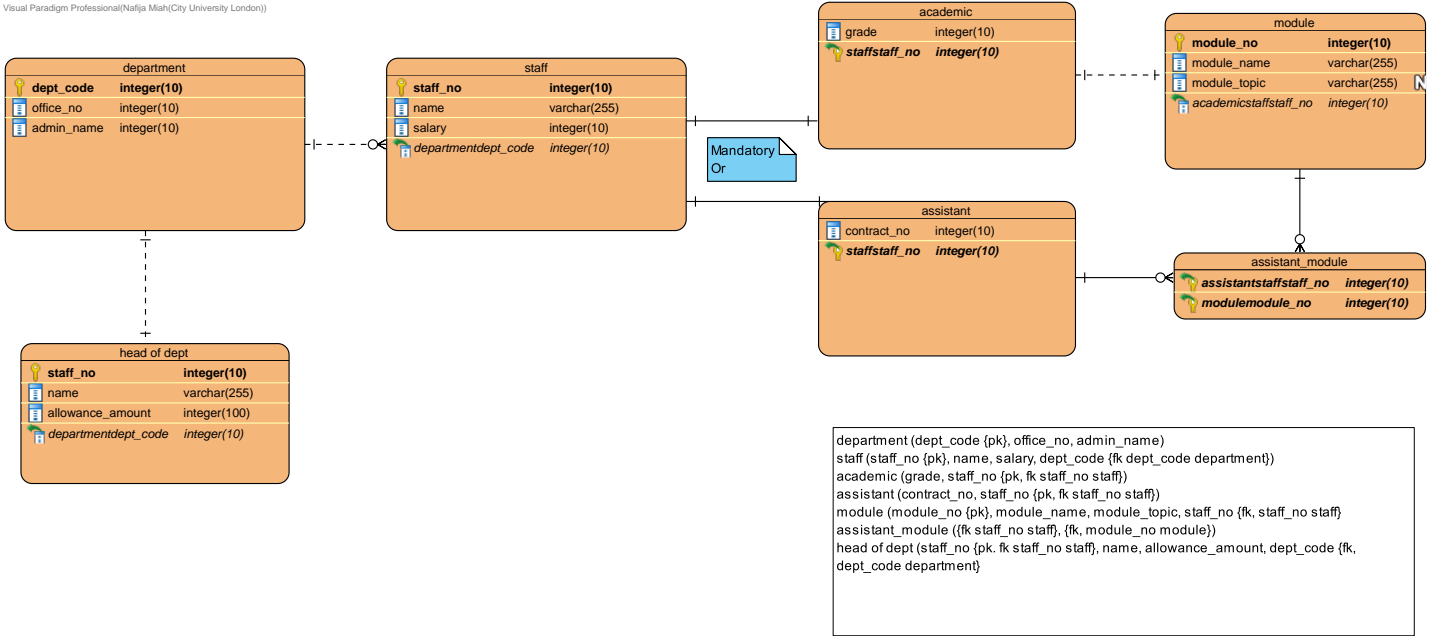 Visual Paradigm Professional(Nafija Miah(City University London))
department
dept_code integer(10)
office_no integer(10)
admin_name integer(10)
staff
staff_no integer(10)
name varchar(255)
salary integer(10)
departmentdept_code integer(10)
academic
grade integer(10)
staffstaff_no integer(10)
module
module_no integer(10)
module_name varchar(255)
module_topic varchar(255)
academicstaffstaff_no integer(10)
N
Mandatory
Or
assistant
contract_no integer(10)
staffstaff_no integer(10)
assistant_module
assistantstaffstaff_no integer(10)
modulemodule_no integer(10)
head of dept
staff_no integer(10)
name varchar(255)
allowance_amount integer(100)
departmentdept_code integer(10)
department (dept_code {pk}, office_no, admin_name)
staff (staff_no {pk}, name, salary, dept_code {fk dept_code department})
academic (grade, staff_no {pk, fk staff_no staff})
assistant (contract_no, staff_no {pk, fk staff_no staff})
module (module_no {pk}, module_name, module_topic, staff_no {fk, staff_no staff}
assistant_module ({fk staff_no staff}, {fk, module_no module})
head of dept (staff_no {pk. fk staff_no staff}, name, allowance_amount, dept_code {fk,
dept_code department}